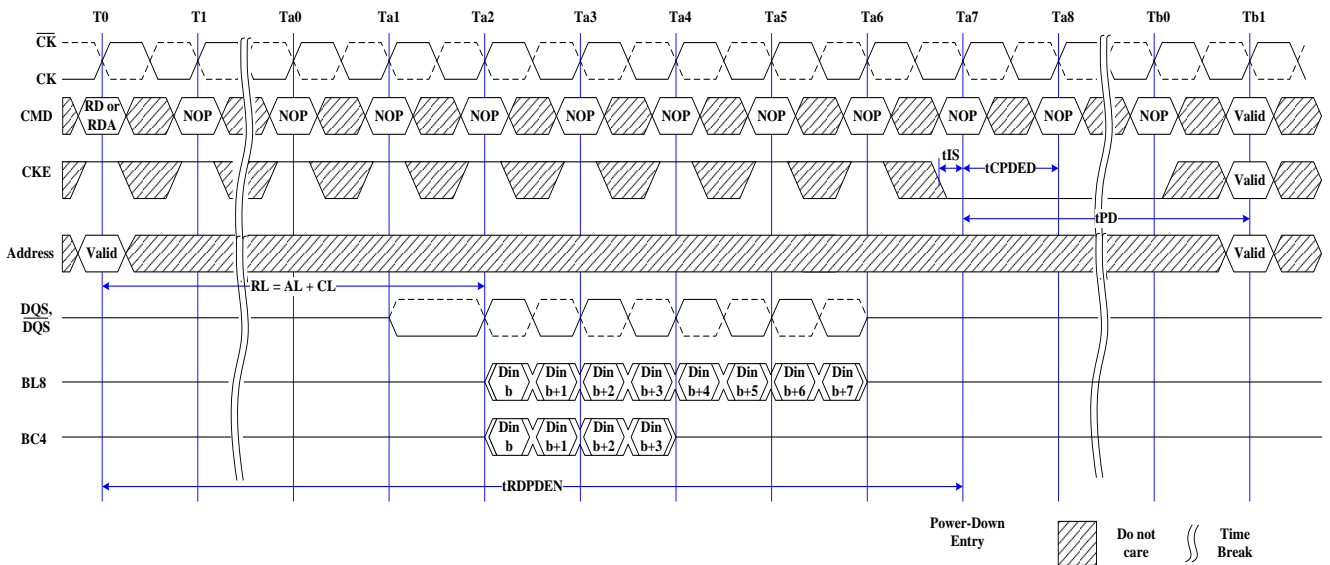 T0 T1 Ta0 Ta1 Ta2 Ta3 Ta4 Ta5 Ta6 Ta7 Ta8 Tb0 Tb1
CK
CK
CMD RD or RDA NOP NOP NOP NOP NOP NOP NOP NOP NOP NOP NOP Valid
tIS tCPDED
CKE Valid
tPD
Address Valid Valid
RL = AL + CL
DQS,
DQS
BL8 Din b Din b+1 Din b+2 Din b+3 Din b+4 Din b+5 Din b+6 Din b+7
BC4 Din b Din b+1 Din b+2 Din b+3
tRDPDEN
Power-Down
Entry
Do not
care
Time
Break